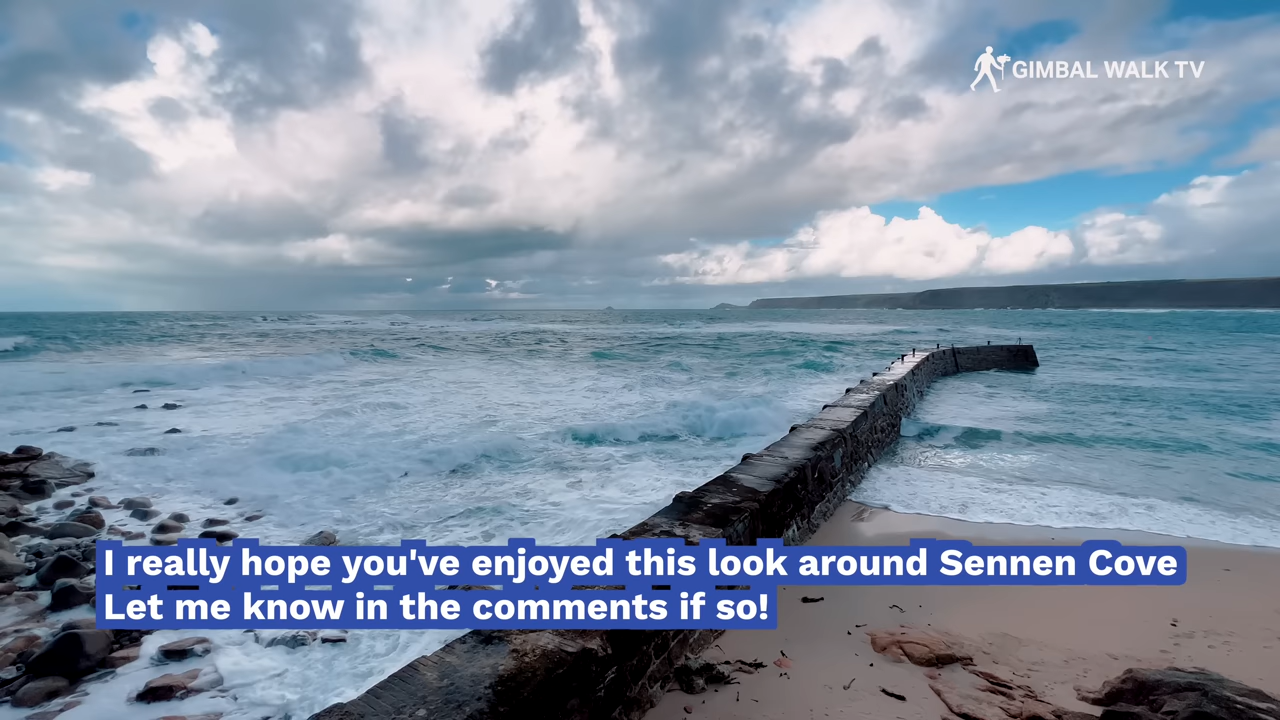 GIMBAL WALK TV
I really hope you've enjoyed this look around Sennen Cove
Let me know in the comments if so!